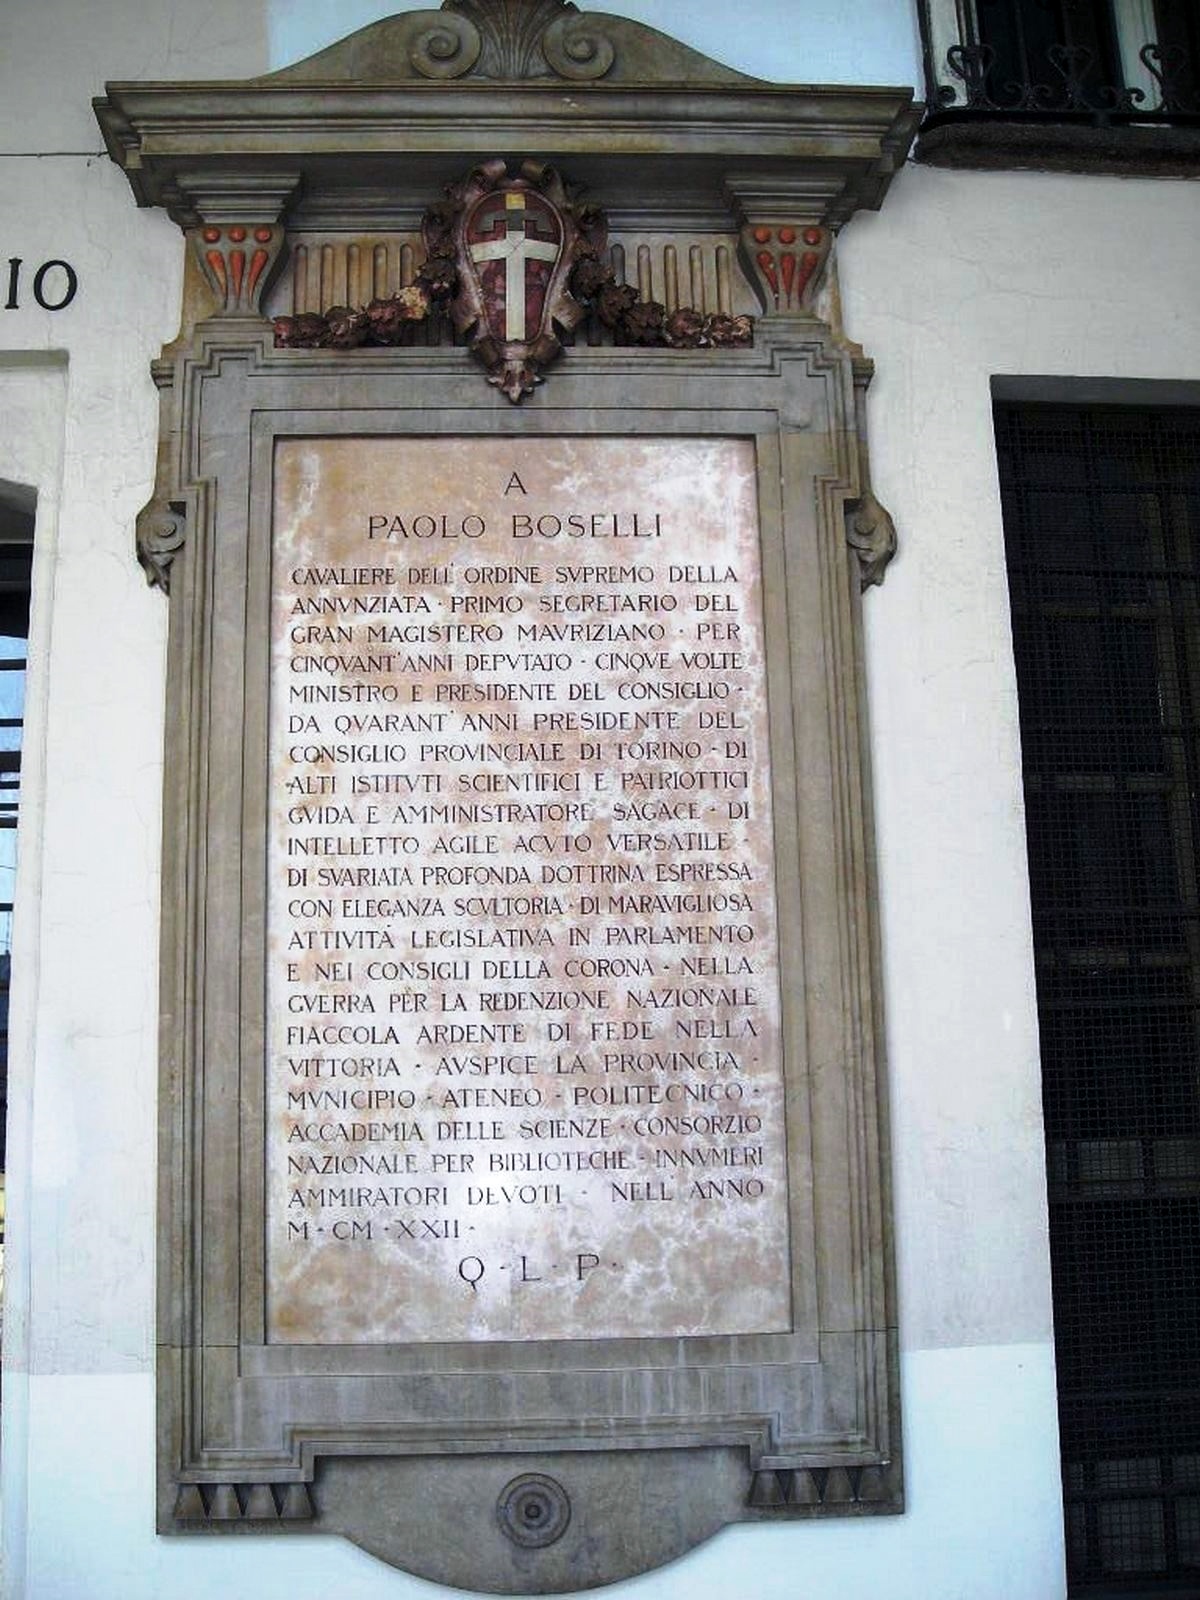 IO
A
PAOLO BOSELLI
CAVALIERE DELL' ORDINE SVPREMO DELLA
ANNVNZIATA · PRIMO SEGRETARIO DEL
GRAN MAGISTERO MAVRIZIANO · PER
CINQVANT'ANNI DEPVTATO · CINQVE VOLTE
MINISTRO E PRESIDENTE DEL CONSIGLIO ·
DA QVARANT'ANNI PRESIDENTE DEL
CONSIGLIO PROVINCIALE DI TORINO · DI
ALTI ISTITVTI SCIENTIFICI E PATRIOTTICI
GVIDA E AMMINISTRATORE SAGACE · DI
INTELLETTO AGILE ACVTO VERSATILE ·
DI SVARIATA PROFONDA DOTTRINA ESPRESSA
CON ELEGANZA SCVLTORIA · DI MARAVIGLIOSA
ATTIVITÀ LEGISLATIVA IN PARLAMENTO
E NEI CONSIGLI DELLA CORONA · NELLA
GVERRA PER LA REDENZIONE NAZIONALE
FIACCOLA ARDENTE DI FEDE NELLA
VITTORIA · AVSPICE LA PROVINCIA ·
MVNICIPIO · ATENEO · POLITECNICO ·
ACCADEMIA DELLE SCIENZE · CONSORZIO
NAZIONALE PER BIBLIOTECHE · INNVMERI
AMMIRATORI DEVOTI · NELL'ANNO
M · CM · XXII ·
Q · L · P ·